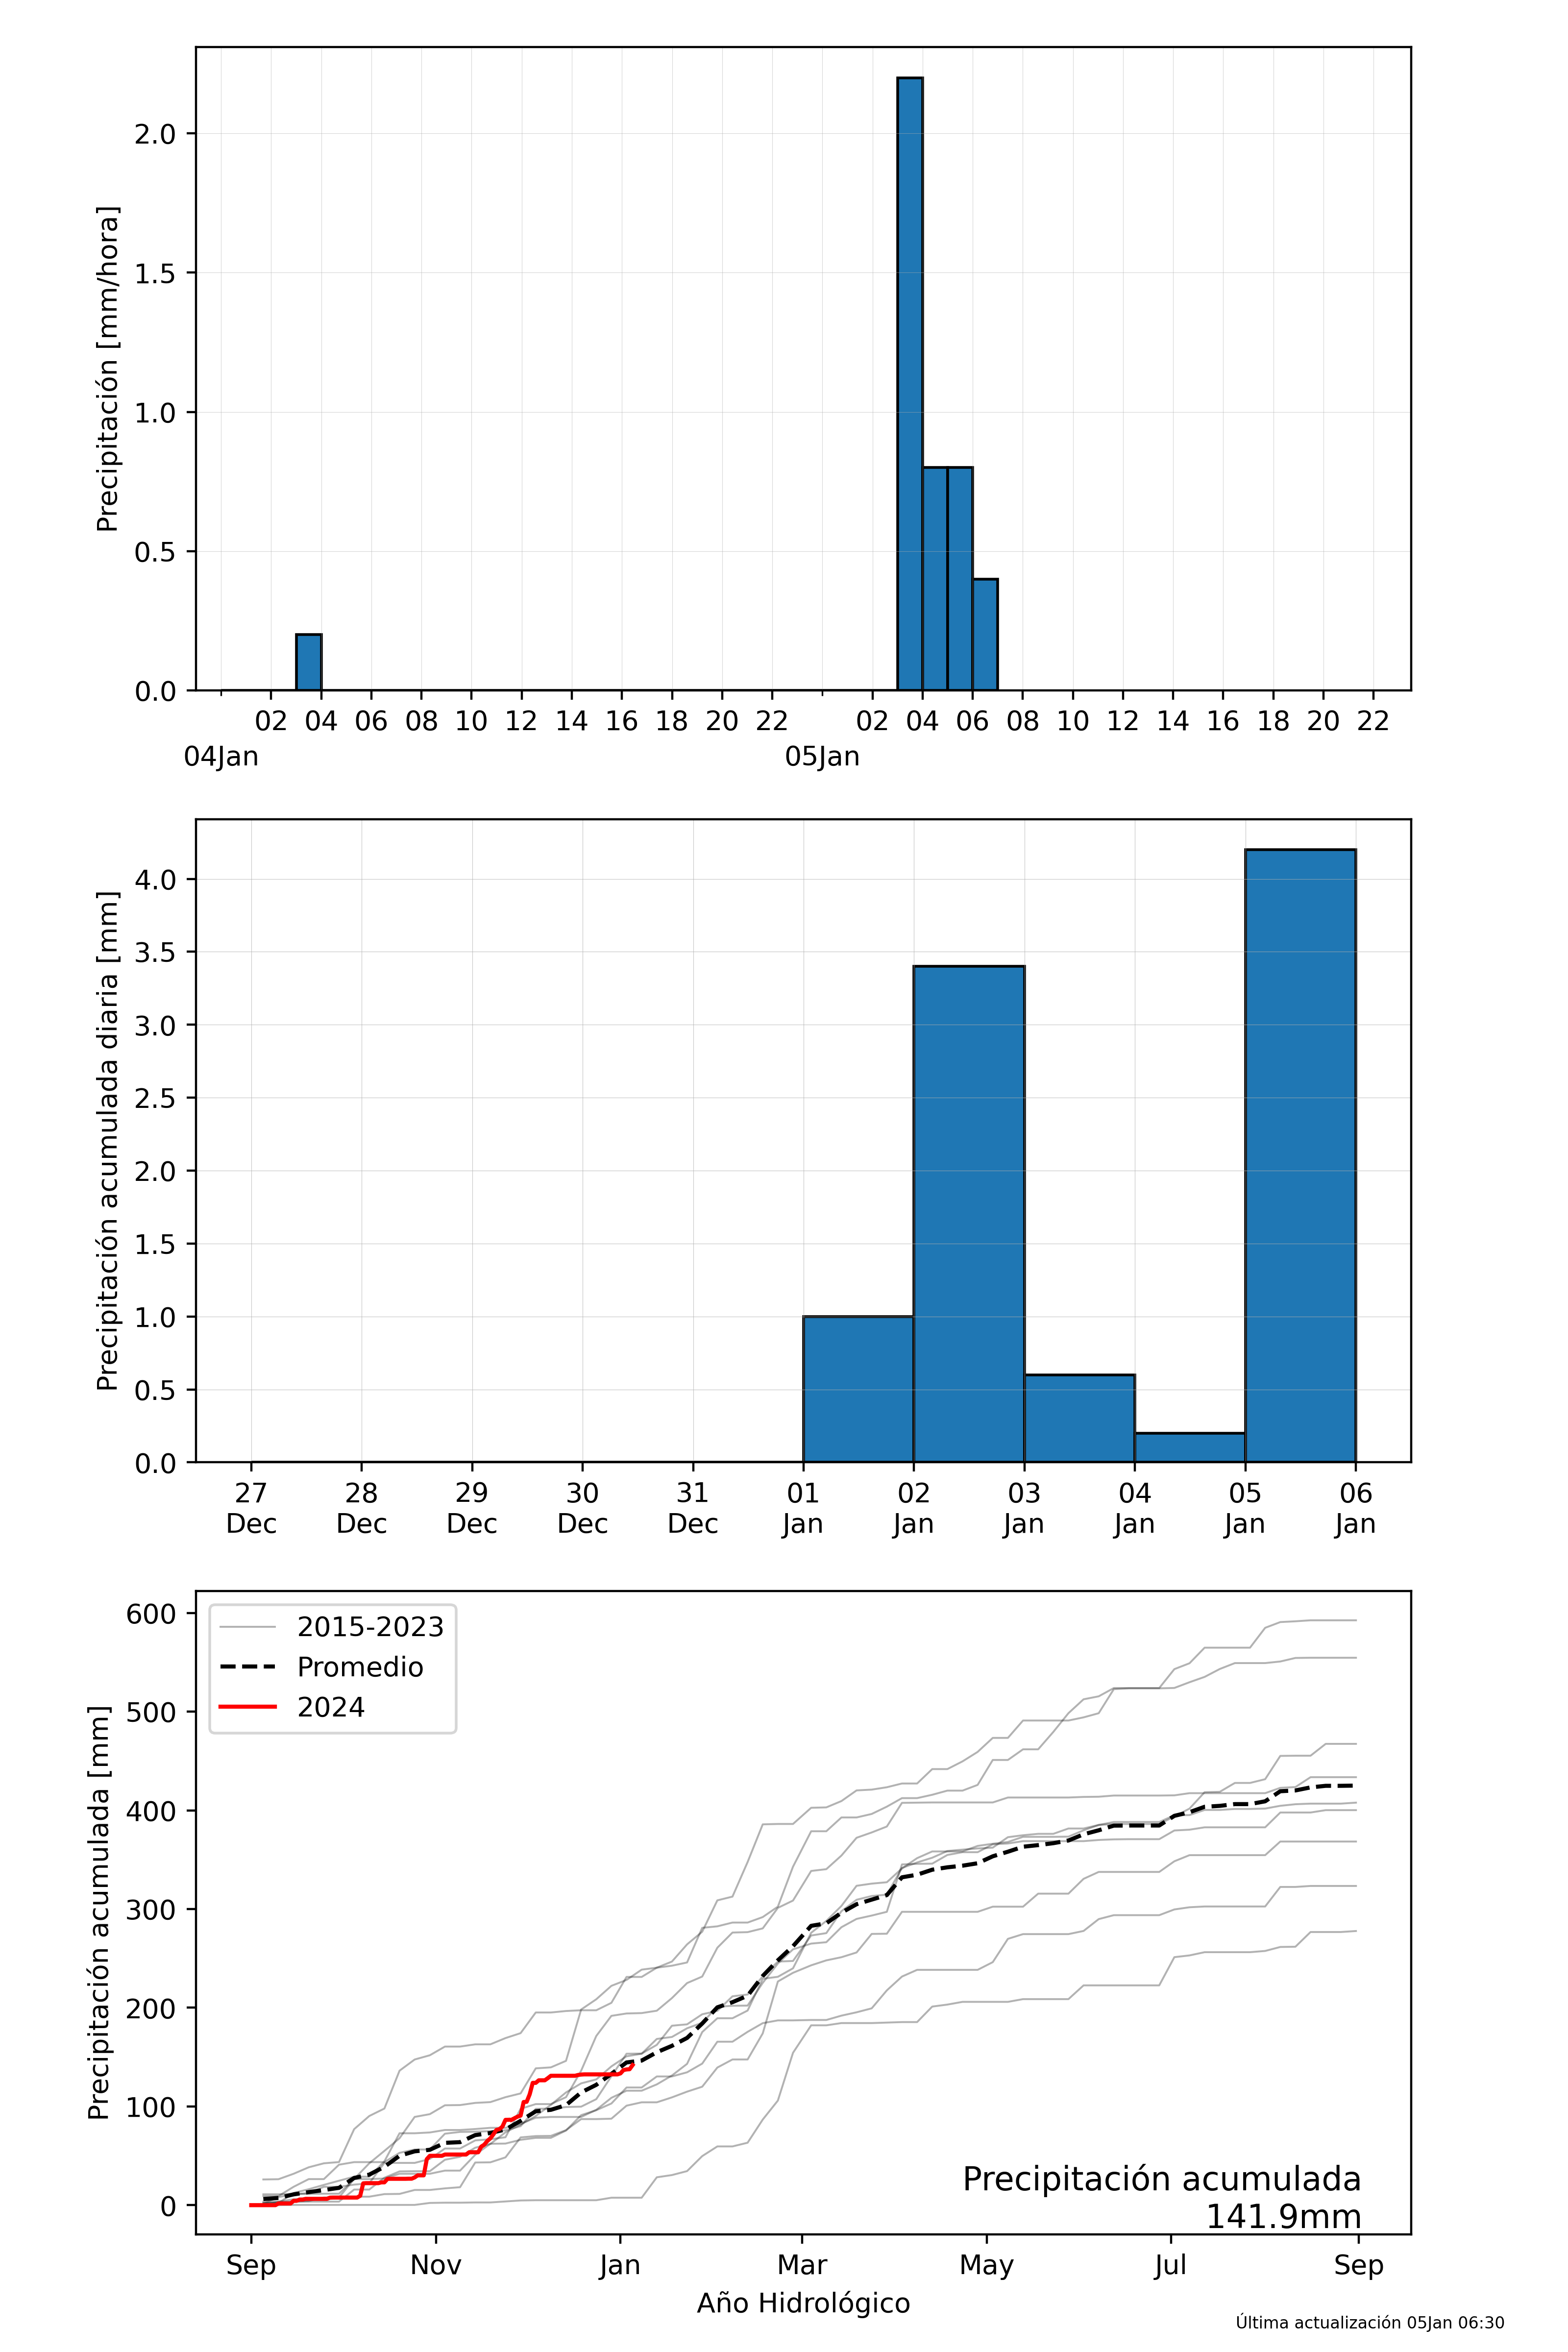 Precipitación [mm/hora]
2.0
1.5
1.0
0.5
0.0
02 04 06 08 10 12 14 16 18 20 22 02 04 06 08 10 12 14 16 18 20 22
04Jan 05Jan
Precipitación acumulada diaria [mm]
4.0
3.5
3.0
2.5
2.0
1.5
1.0
0.5
0.0
27 28 29 30 31 01 02 03 04 05 06
Dec Dec Dec Dec Dec Jan Jan Jan Jan Jan Jan
Precipitación acumulada [mm]
600
500
400
300
200
100
0
2015-2023
Promedio
2024
Precipitación acumulada
141.9mm
Sep Nov Jan Mar May Jul Sep
Año Hidrológico
Última actualización 05Jan 06:30